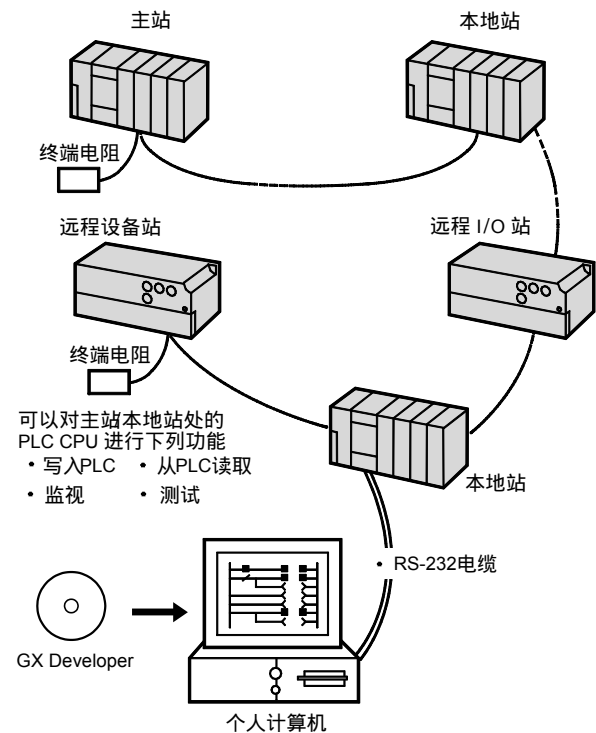 主站
本地站
终端电阻
远程设备站
远程 I/O 站
终端电阻
可以对主站/本地站处的
PLC CPU 进行下列功能
・写入PLC ・从PLC读取
・监视 ・测试
本地站
・RS-232电缆
GX Developer
个人计算机